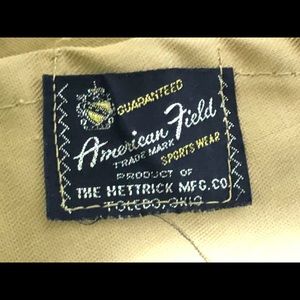 GUARANTEED
American Field
TRADE MARK
SPORTS WEAR
PRODUCT OF
THE HETTRICK MFG. CO.
TOLEDO, OHIO